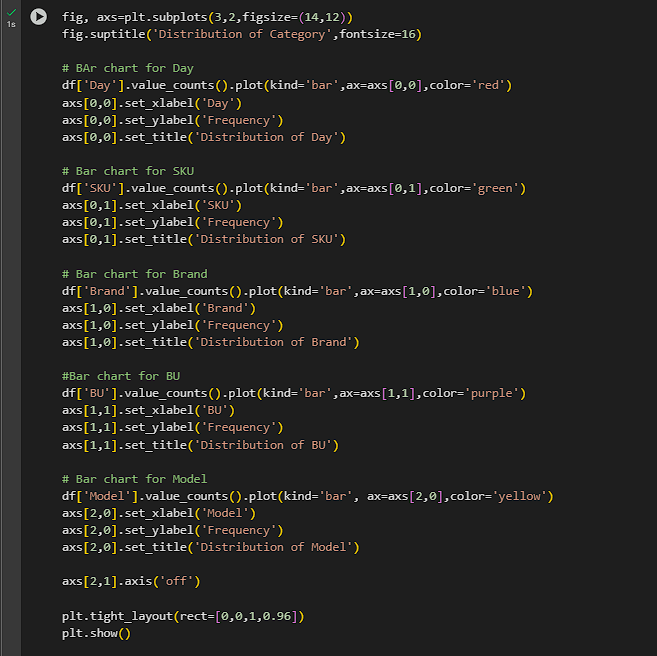 1s
fig, axs=plt.subplots(3,2,figsize=(14,12))
fig.suptitle('Distribution of Category',fontsize=16)
# BAr chart for Day
df['Day'].value_counts().plot(kind='bar',ax=axs[0,0],color='red')
axs[0,0].set_xlabel('Day')
axs[0,0].set_ylabel('Frequency')
axs[0,0].set_title('Distribution of Day')
# Bar chart for SKU
df['SKU'].value_counts().plot(kind='bar',ax=axs[0,1],color='green')
axs[0,1].set_xlabel('SKU')
axs[0,1].set_ylabel('Frequency')
axs[0,1].set_title('Distribution of SKU')
# Bar chart for Brand
df['Brand'].value_counts().plot(kind='bar',ax=axs[1,0],color='blue')
axs[1,0].set_xlabel('Brand')
axs[1,0].set_ylabel('Frequency')
axs[1,0].set_title('Distribution of Brand')
#Bar chart for BU
df['BU'].value_counts().plot(kind='bar',ax=axs[1,1],color='purple')
axs[1,1].set_xlabel('BU')
axs[1,1].set_ylabel('Frequency')
axs[1,1].set_title('Distribution of BU')
# Bar chart for Model
df['Model'].value_counts().plot(kind='bar', ax=axs[2,0],color='yellow')
axs[2,0].set_xlabel('Model')
axs[2,0].set_ylabel('Frequency')
axs[2,0].set_title('Distribution of Model')
axs[2,1].axis('off')
plt.tight_layout(rect=[0,0,1,0.96])
plt.show()